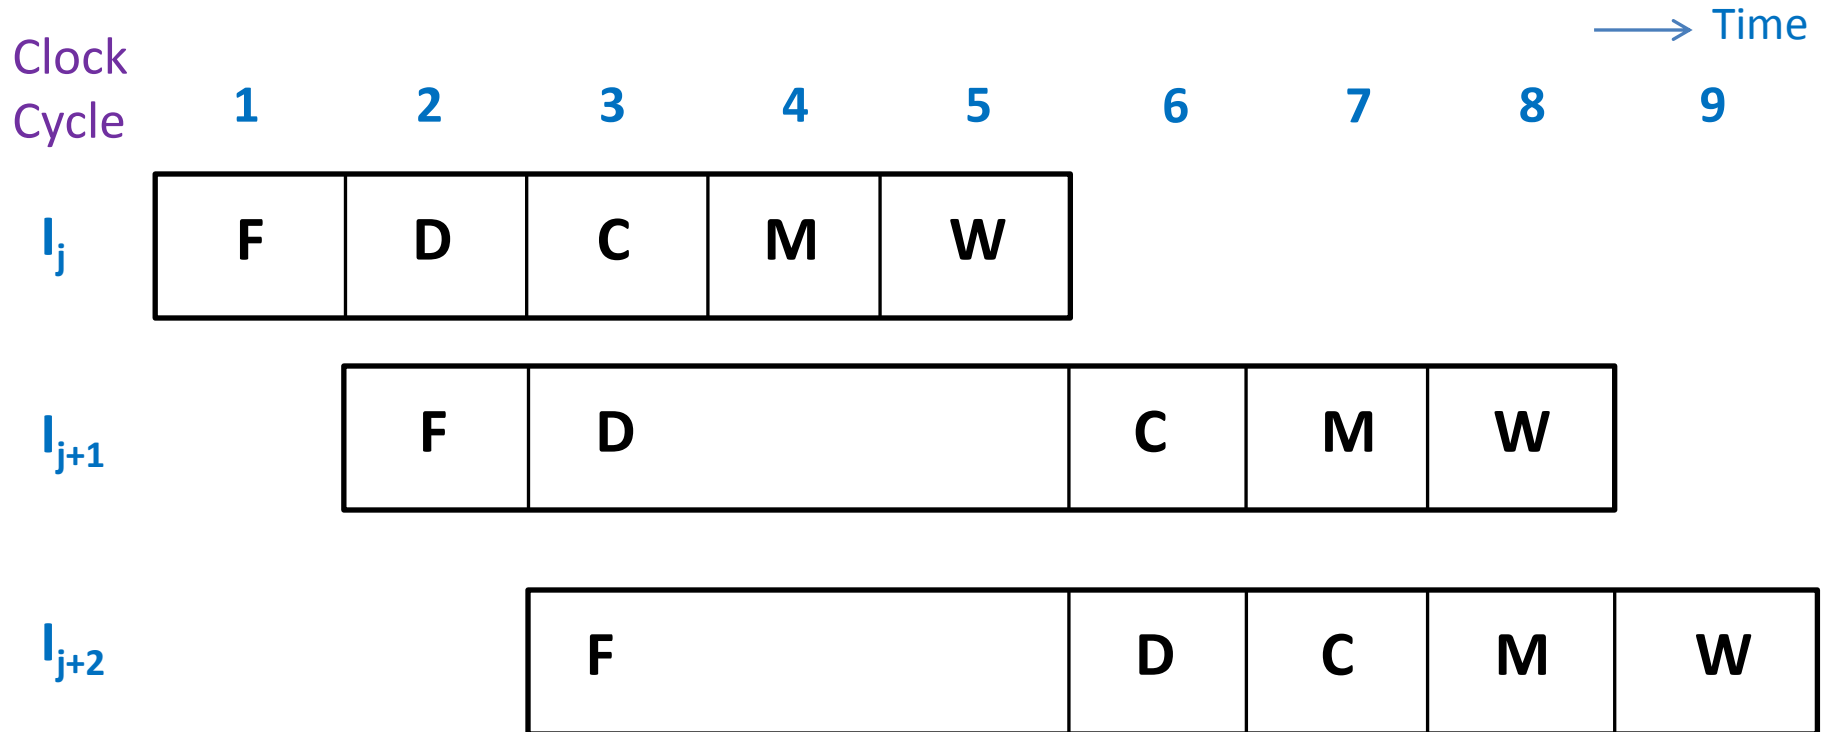 Time
Clock
Cycle 1 2 3 4 5 6 7 8 9
Ij F D C M W
Ij+1 F D C M W
Ij+2 F D C M W